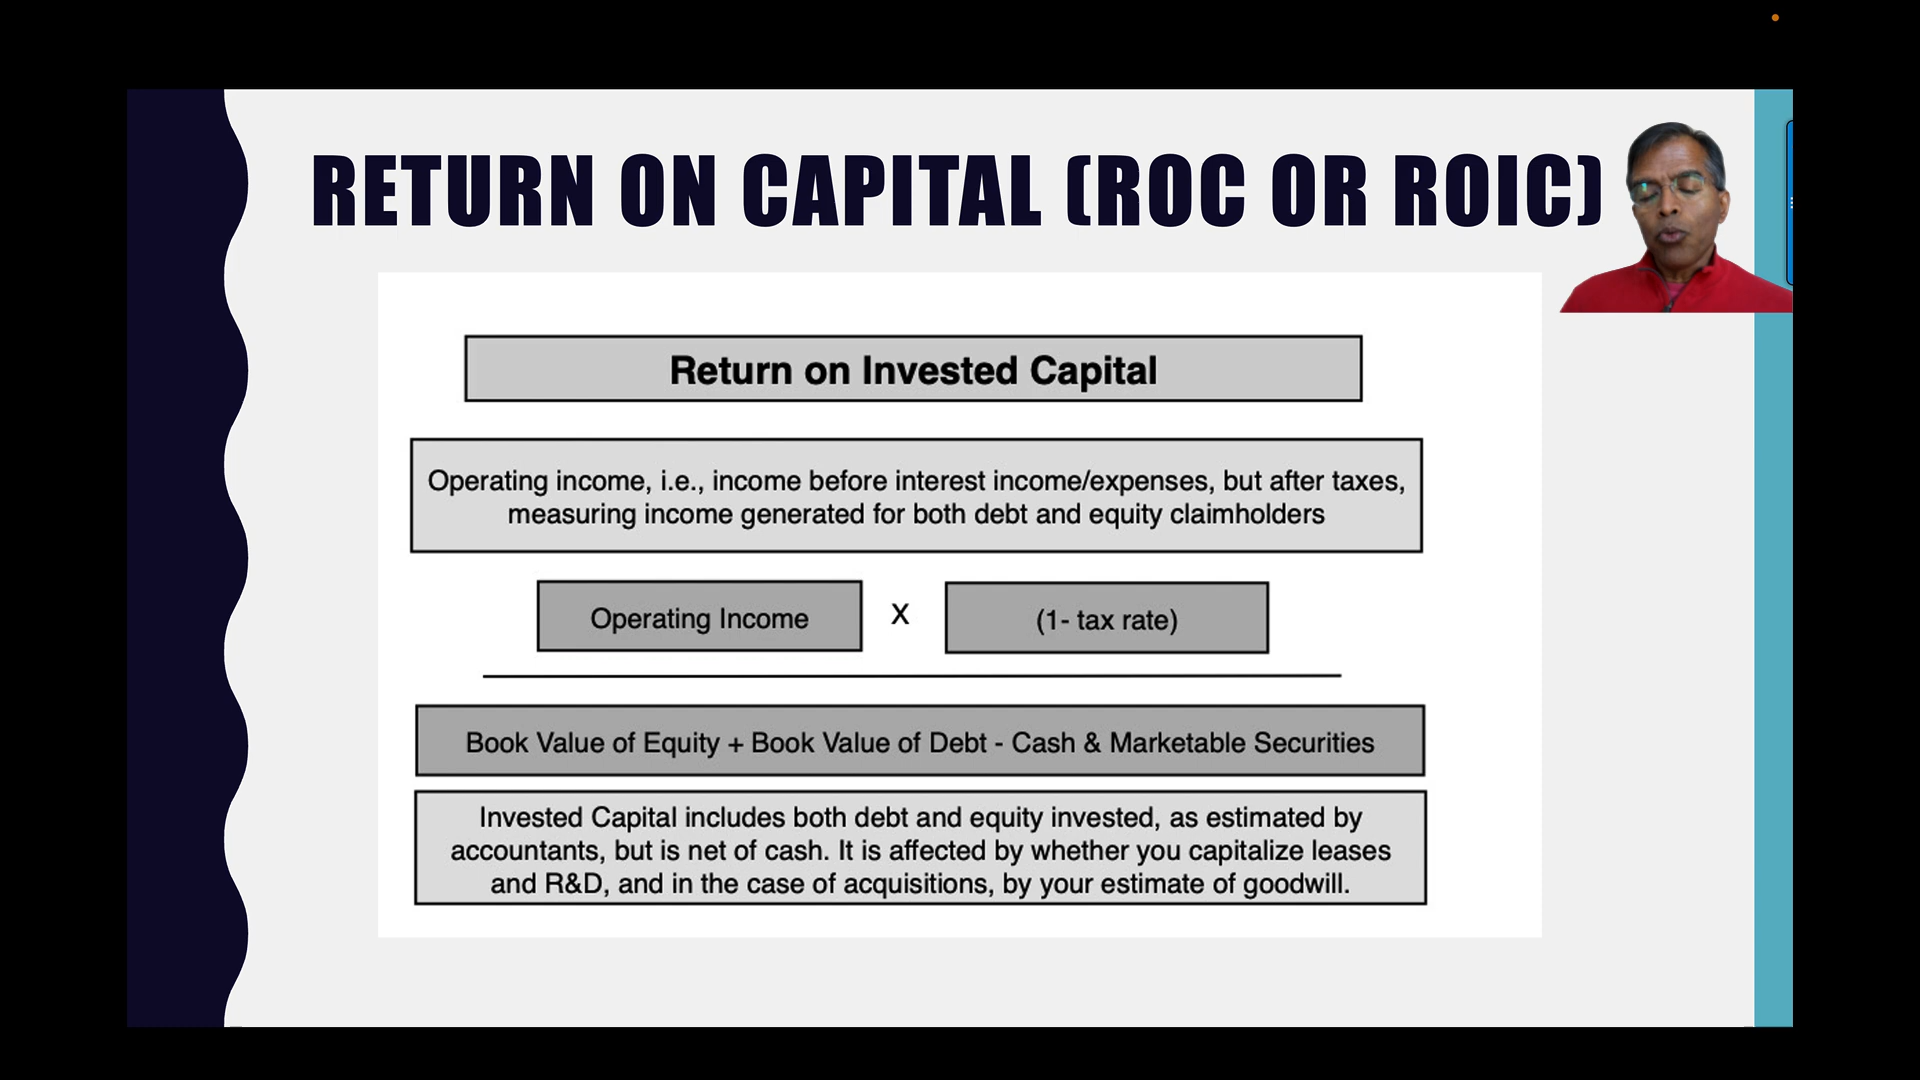 RETURN ON CAPITAL (ROC OR ROIC)
Return on Invested Capital
Operating income, i.e., income before interest income/expenses, but after taxes,
measuring income generated for both debt and equity claimholders
Operating Income X (1- tax rate)
Book Value of Equity + Book Value of Debt - Cash & Marketable Securities
Invested Capital includes both debt and equity invested, as estimated by
accountants, but is net of cash. It is affected by whether you capitalize leases
and R&D, and in the case of acquisitions, by your estimate of goodwill.